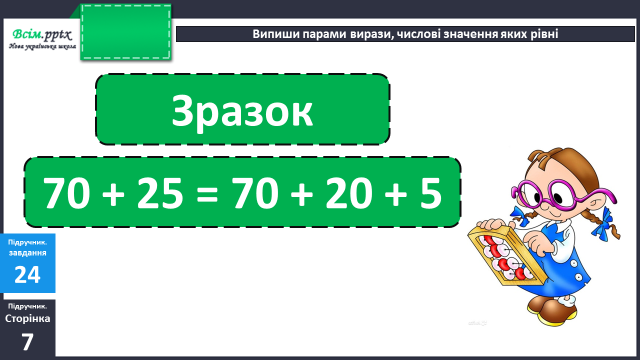 Всім.pptx
Нова українська школа
Випиши парами вирази, числові значення яких рівні
Зразок
70 + 25 = 70 + 20 + 5
Підручник.
завдання
24
Підручник.
Сторінка
7